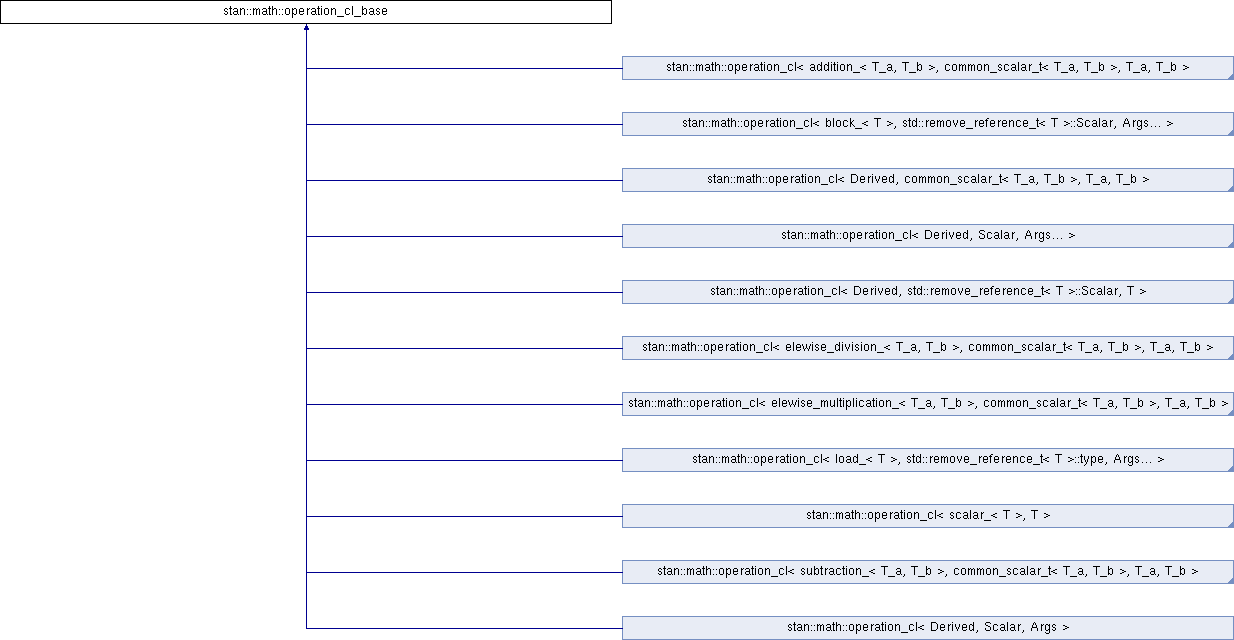 stan::math::operation_cl_base
stan::math::operation_cl< addition_< T_a, T_b >, common_scalar_t< T_a, T_b >, T_a, T_b >
stan::math::operation_cl< block_< T >, std::remove_reference_t< T >::Scalar, Args... >
stan::math::operation_cl< Derived, common_scalar_t< T_a, T_b >, T_a, T_b >
stan::math::operation_cl< Derived, Scalar, Args... >
stan::math::operation_cl< Derived, std::remove_reference_t< T >::Scalar, T >
stan::math::operation_cl< elewise_division_< T_a, T_b >, common_scalar_t< T_a, T_b >, T_a, T_b >
stan::math::operation_cl< elewise_multiplication_< T_a, T_b >, common_scalar_t< T_a, T_b >, T_a, T_b >
stan::math::operation_cl< load_< T >, std::remove_reference_t< T >::type, Args... >
stan::math::operation_cl< scalar_< T >, T >
stan::math::operation_cl< subtraction_< T_a, T_b >, common_scalar_t< T_a, T_b >, T_a, T_b >
stan::math::operation_cl< Derived, Scalar, Args >